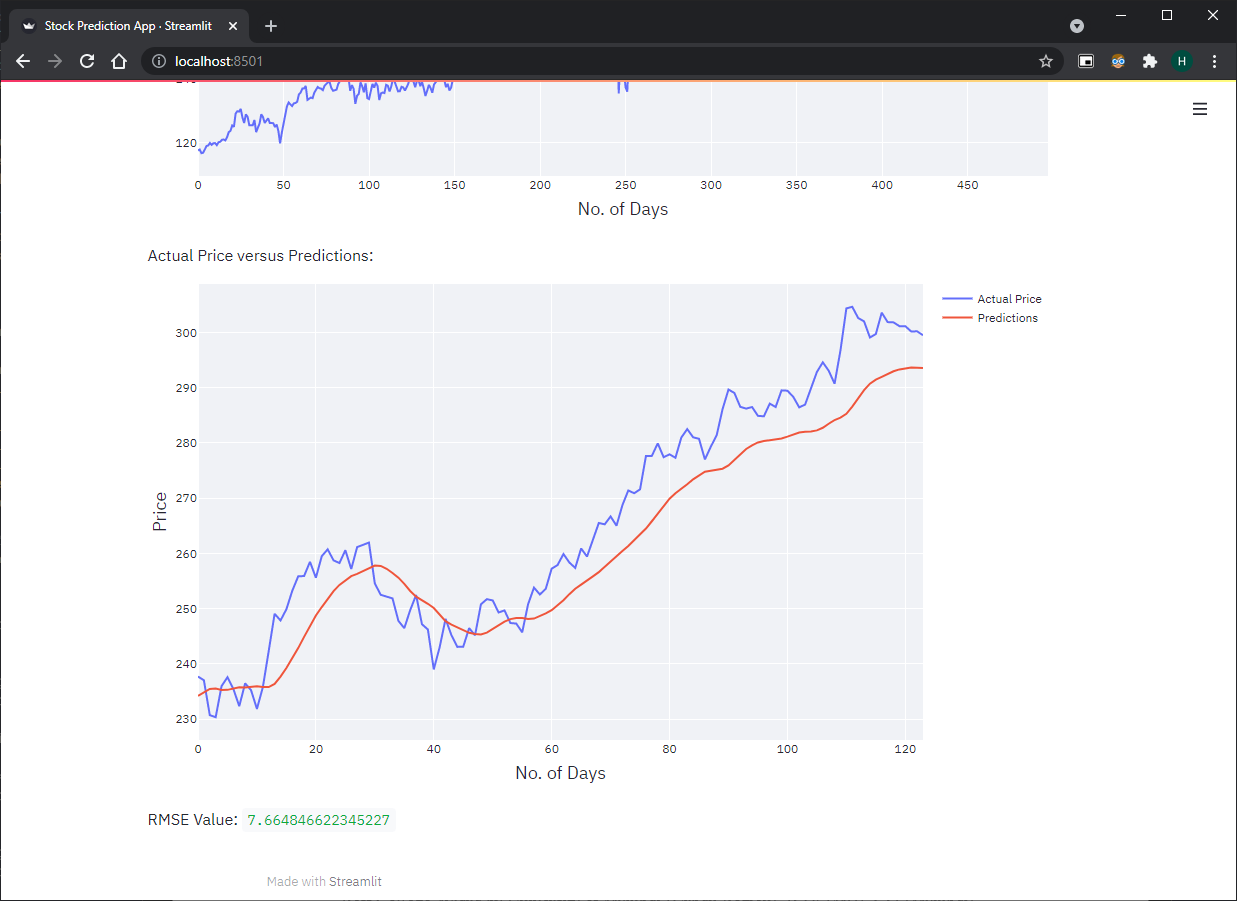 Stock Prediction App · Streamlit
localhost:8501
H
120
0 50 100 150 200 250 300 350 400 450
No. of Days
Actual Price versus Predictions:
Actual Price
Predictions
300
290
280
270
260
250
240
230
Price
0 20 40 60 80 100 120
No. of Days
RMSE Value: 7.664846622345227
Made with Streamlit